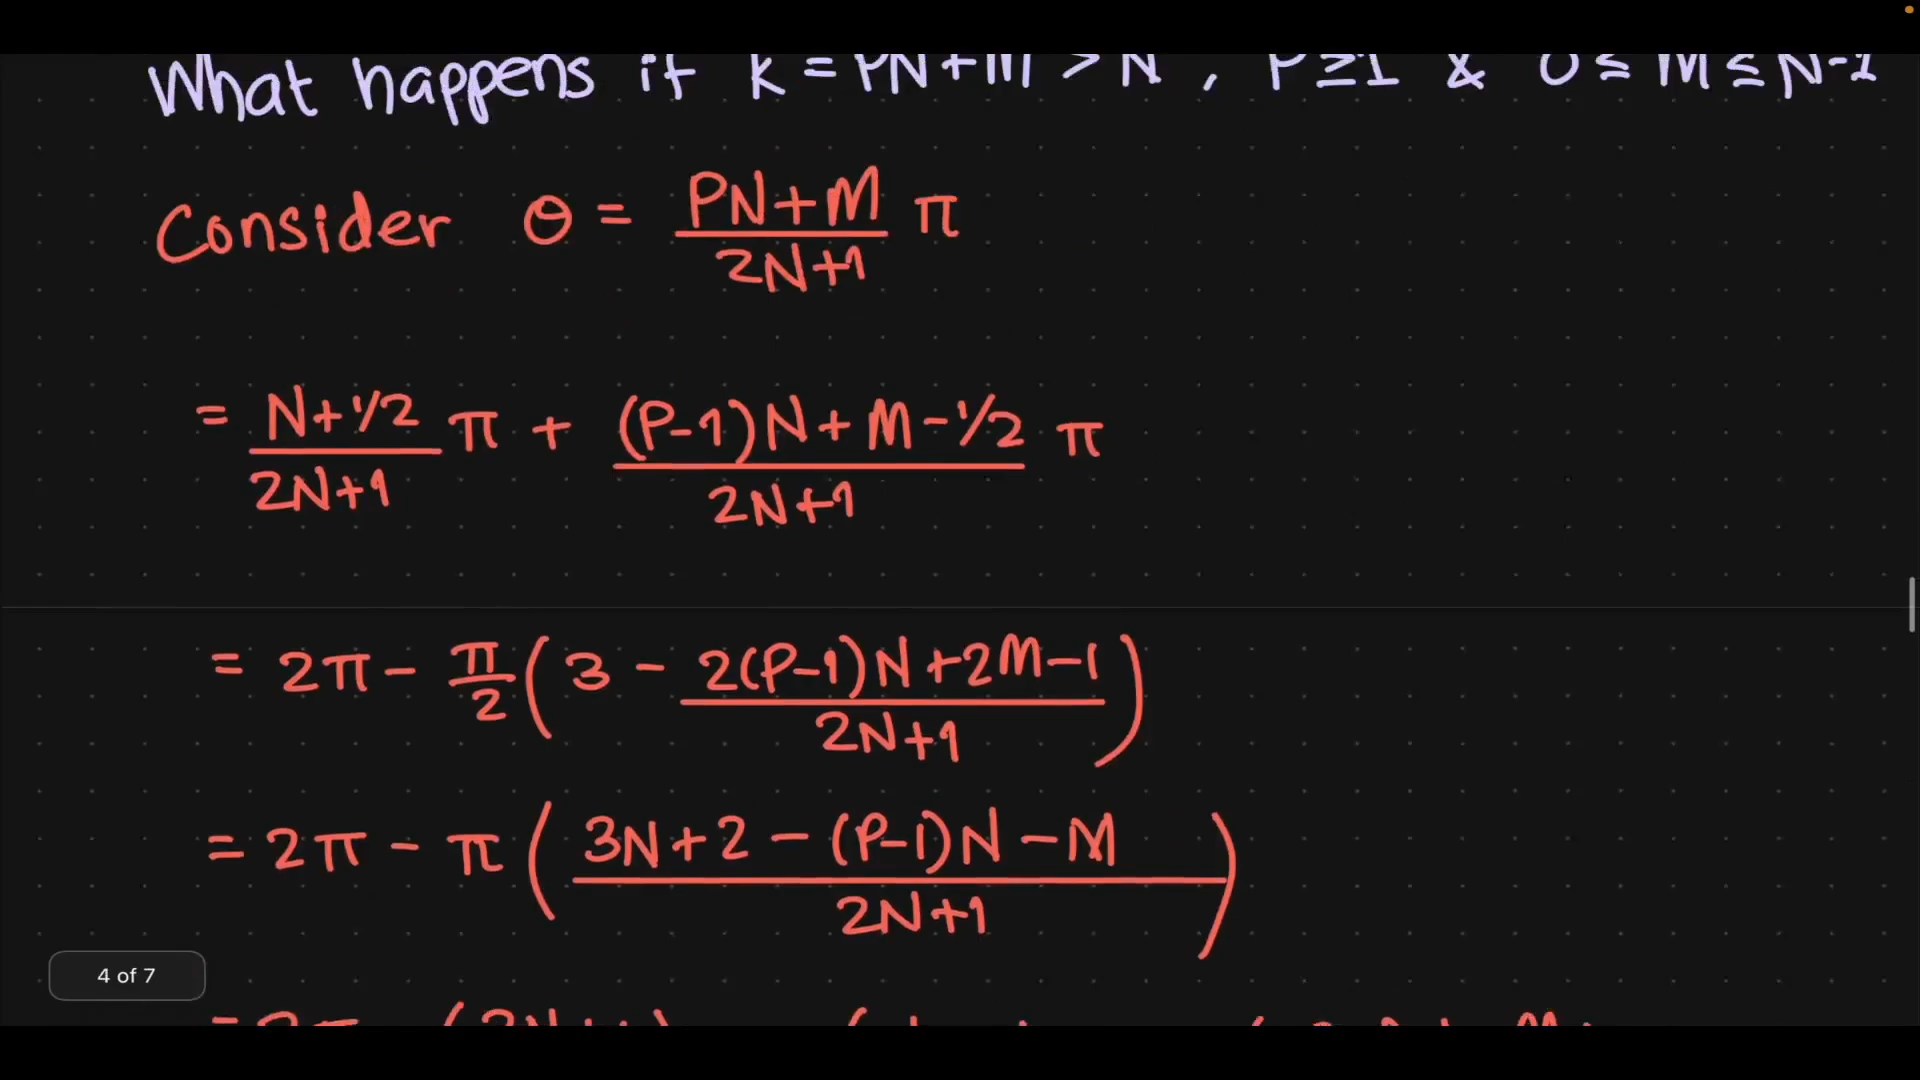 What happens if k = PN+M > N , P≥1 & 0 ≤ M ≤ N-1
Consider θ = (PN+M)/(2N+1) π
= (N+1/2)/(2N+1) π + ((P-1)N+M-1/2)/(2N+1) π
= 2π - π/2 (3 - (2(P-1)N+2M-1)/(2N+1))
= 2π - π ((3N+2-(P-1)N-M)/(2N+1))
4 of 7